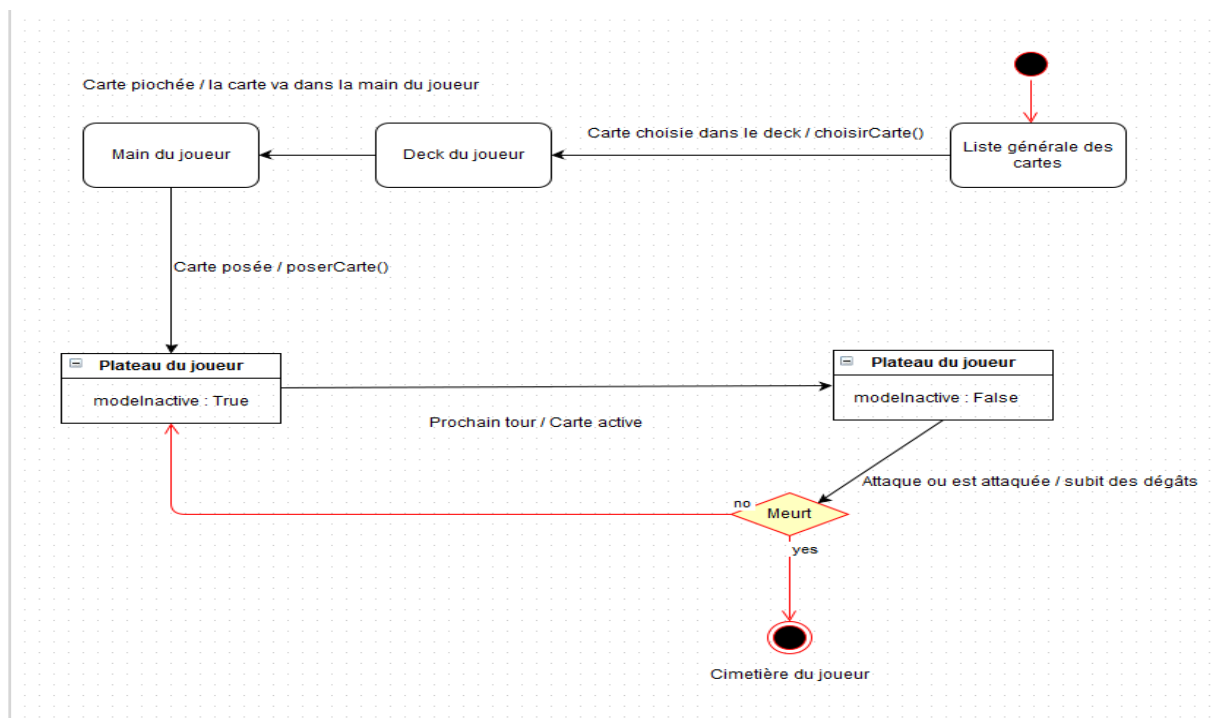 Carte piochée / la carte va dans la main du joueur
Main du joueur
Deck du joueur
Carte choisie dans le deck / choisirCarte()
Liste générale des
cartes
Carte posée / poserCarte()
Plateau du joueur
modeInactive : True
Prochain tour / Carte active
Plateau du joueur
modeInactive : False
Attaque ou est attaquée / subit des dégâts
no
Meurt
yes
Cimetière du joueur